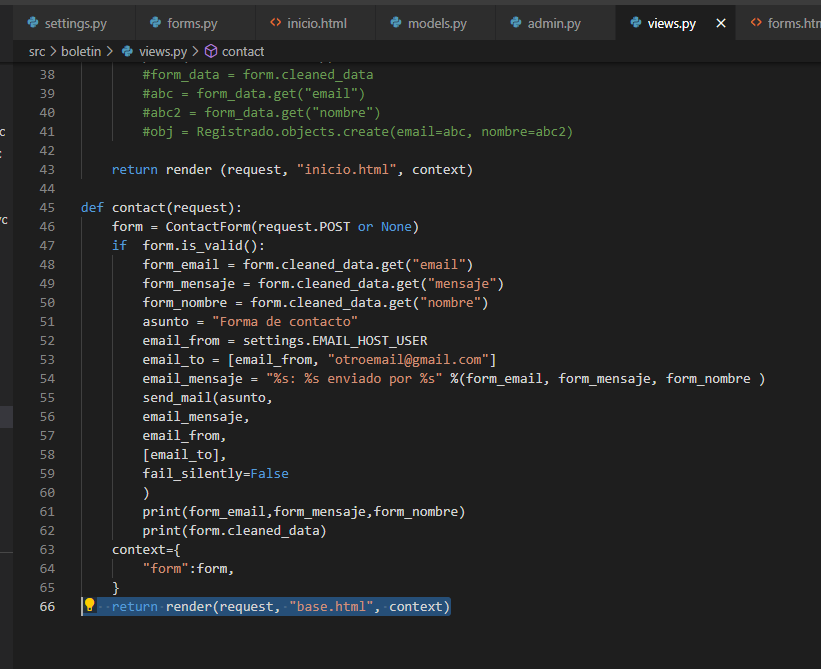 settings.py forms.py inicio.html models.py admin.py views.py forms.htm
src boletin views.py contact
38 #form_data = form.cleaned_data
39 #abc = form_data.get("email")
40 #abc2 = form_data.get("nombre")
41 #obj = Registrado.objects.create(email=abc, nombre=abc2)
42
43 return render (request, "inicio.html", context)
44
45 def contact(request):
46 form = ContactForm(request.POST or None)
47 if form.is_valid():
48 form_email = form.cleaned_data.get("email")
49 form_mensaje = form.cleaned_data.get("mensaje")
50 form_nombre = form.cleaned_data.get("nombre")
51 asunto = "Forma de contacto"
52 email_from = settings.EMAIL_HOST_USER
53 email_to = [email_from, "otroemail@gmail.com"]
54 email_mensaje = "%s: %s enviado por %s" %(form_email, form_mensaje, form_nombre )
55 send_mail(asunto,
56 email_mensaje,
57 email_from,
58 [email_to],
59 fail_silently=False
60 )
61 print(form_email,form_mensaje,form_nombre)
62 print(form.cleaned_data)
63 context={
64 "form":form,
65 }
66 return render(request, "base.html", context)